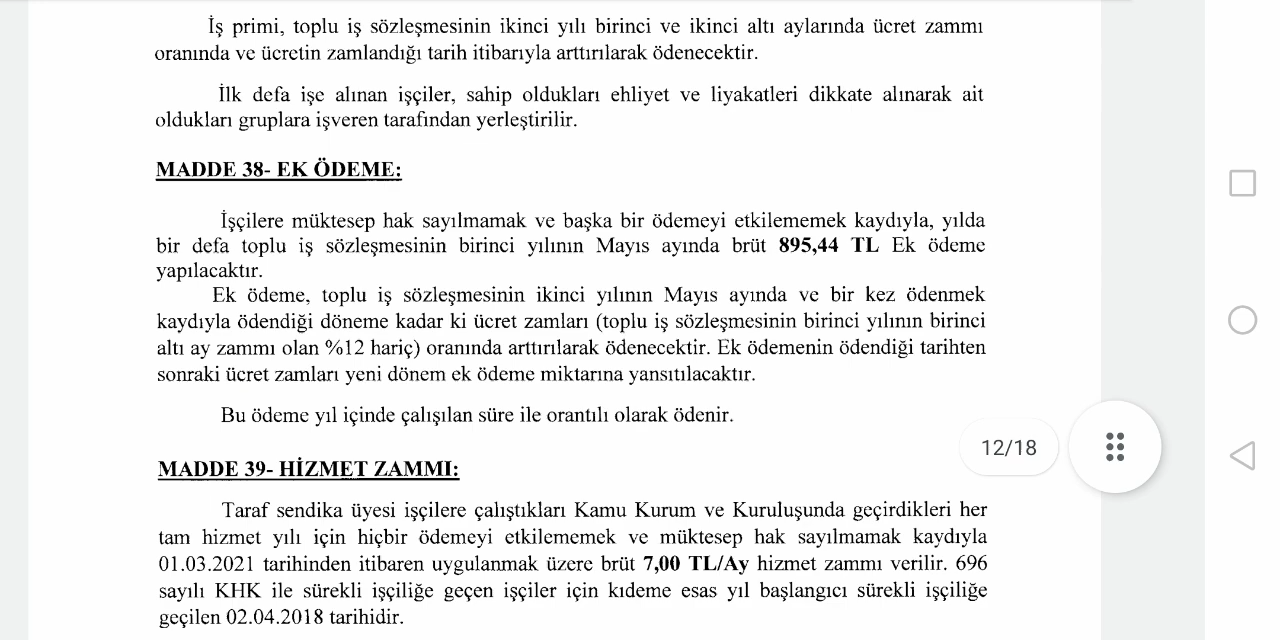 İş primi, toplu iş sözleşmesinin ikinci yılı birinci ve ikinci altı aylarında ücret zammı
oranında ve ücretin zamlandığı tarih itibarıyla arttırılarak ödenecektir.
İlk defa işe alınan işçiler, sahip oldukları ehliyet ve liyakatleri dikkate alınarak ait
oldukları gruplara işveren tarafından yerleştirilir.
MADDE 38- EK ÖDEME:
İşçilere müktesep hak sayılmamak ve başka bir ödemeyi etkilememek kaydıyla, yılda
bir defa toplu iş sözleşmesinin birinci yılının Mayıs ayında brüt 895,44 TL Ek ödeme
yapılacaktır.
Ek ödeme, toplu iş sözleşmesinin ikinci yılının Mayıs ayında ve bir kez ödenmek
kaydıyla ödendiği döneme kadar ki ücret zamları (toplu iş sözleşmesinin birinci yılının birinci
altı ay zammı olan %12 hariç) oranında arttırılarak ödenecektir. Ek ödemenin ödendiği tarihten
sonraki ücret zamları yeni dönem ek ödeme miktarına yansıtılacaktır.
Bu ödeme yıl içinde çalışılan süre ile orantılı olarak ödenir.
12/18
MADDE 39- HİZMET ZAMMI:
Taraf sendika üyesi işçilere çalıştıkları Kamu Kurum ve Kuruluşunda geçirdikleri her
tam hizmet yılı için hiçbir ödemeyi etkilememek ve müktesep hak sayılmamak kaydıyla
01.03.2021 tarihinden itibaren uygulanmak üzere brüt 7,00 TL/Ay hizmet zammı verilir. 696
sayılı KHK ile sürekli işçiliğe geçen işçiler için kıdeme esas yıl başlangıcı sürekli işçiliğe
geçilen 02.04.2018 tarihidir.